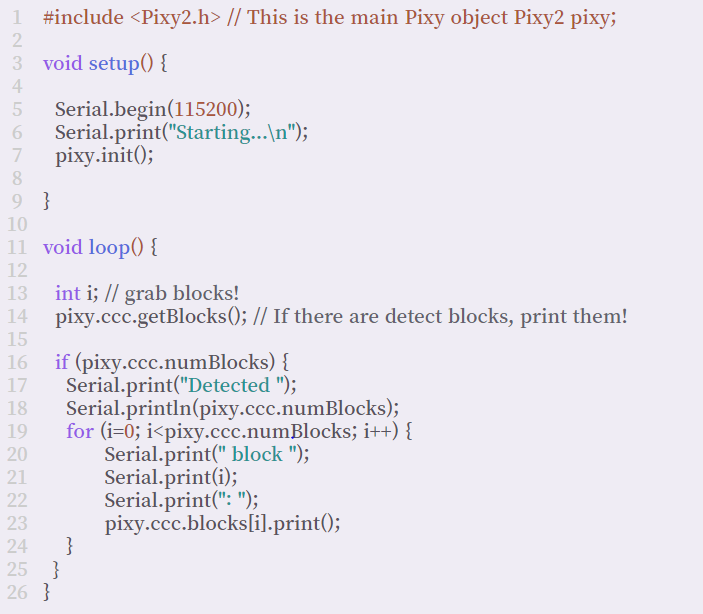 1 #include <Pixy2.h> // This is the main Pixy object Pixy2 pixy;
2
3 void setup() {
4
5 Serial.begin(115200);
6 Serial.print("Starting...\n");
7 pixy.init();
8
9 }
10
11 void loop() {
12
13 int i; // grab blocks!
14 pixy.ccc.getBlocks(); // If there are detect blocks, print them!
15
16 if (pixy.ccc.numBlocks) {
17 Serial.print("Detected ");
18 Serial.println(pixy.ccc.numBlocks);
19 for (i=0; i<pixy.ccc.numBlocks; i++) {
20 Serial.print(" block ");
21 Serial.print(i);
22 Serial.print(": ");
23 pixy.ccc.blocks[i].print();
24 }
25 }
26 }